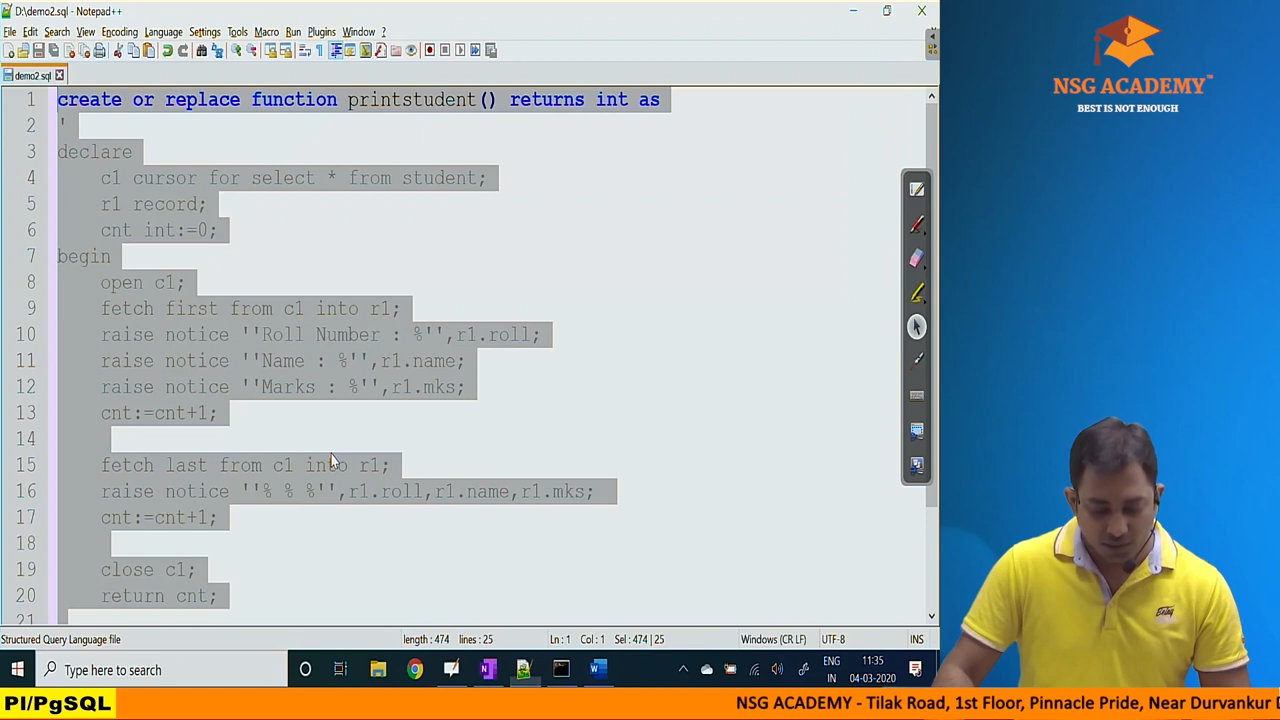 D:\demo2.sql - Notepad++
File Edit Search View Encoding Language Settings Tools Macro Run Plugins Window ?
demo2.sql
1 create or replace function printstudent() returns int as
2 '
3 declare
4 c1 cursor for select * from student;
5 r1 record;
6 cnt int:=0;
7 begin
8 open c1;
9 fetch first from c1 into r1;
10 raise notice ''Roll Number : %'',r1.roll;
11 raise notice ''Name : %'',r1.name;
12 raise notice ''Marks : %'',r1.mks;
13 cnt:=cnt+1;
14
15 fetch last from c1 into r1;
16 raise notice ''% % %'',r1.roll,r1.name,r1.mks;
17 cnt:=cnt+1;
18
19 close c1;
20 return cnt;
21
Structured Query Language file length : 474 lines : 25 Ln : 1 Col : 1 Sel : 474 | 25 Windows (CR LF) UTF-8 INS
Type here to search
ENG
IN
11:35
04-03-2020
NSG ACADEMY™
BEST IS NOT ENOUGH
Being
Pl/PgSQL
NSG ACADEMY - Tilak Road, 1st Floor, Pinnacle Pride, Near Durvankur D